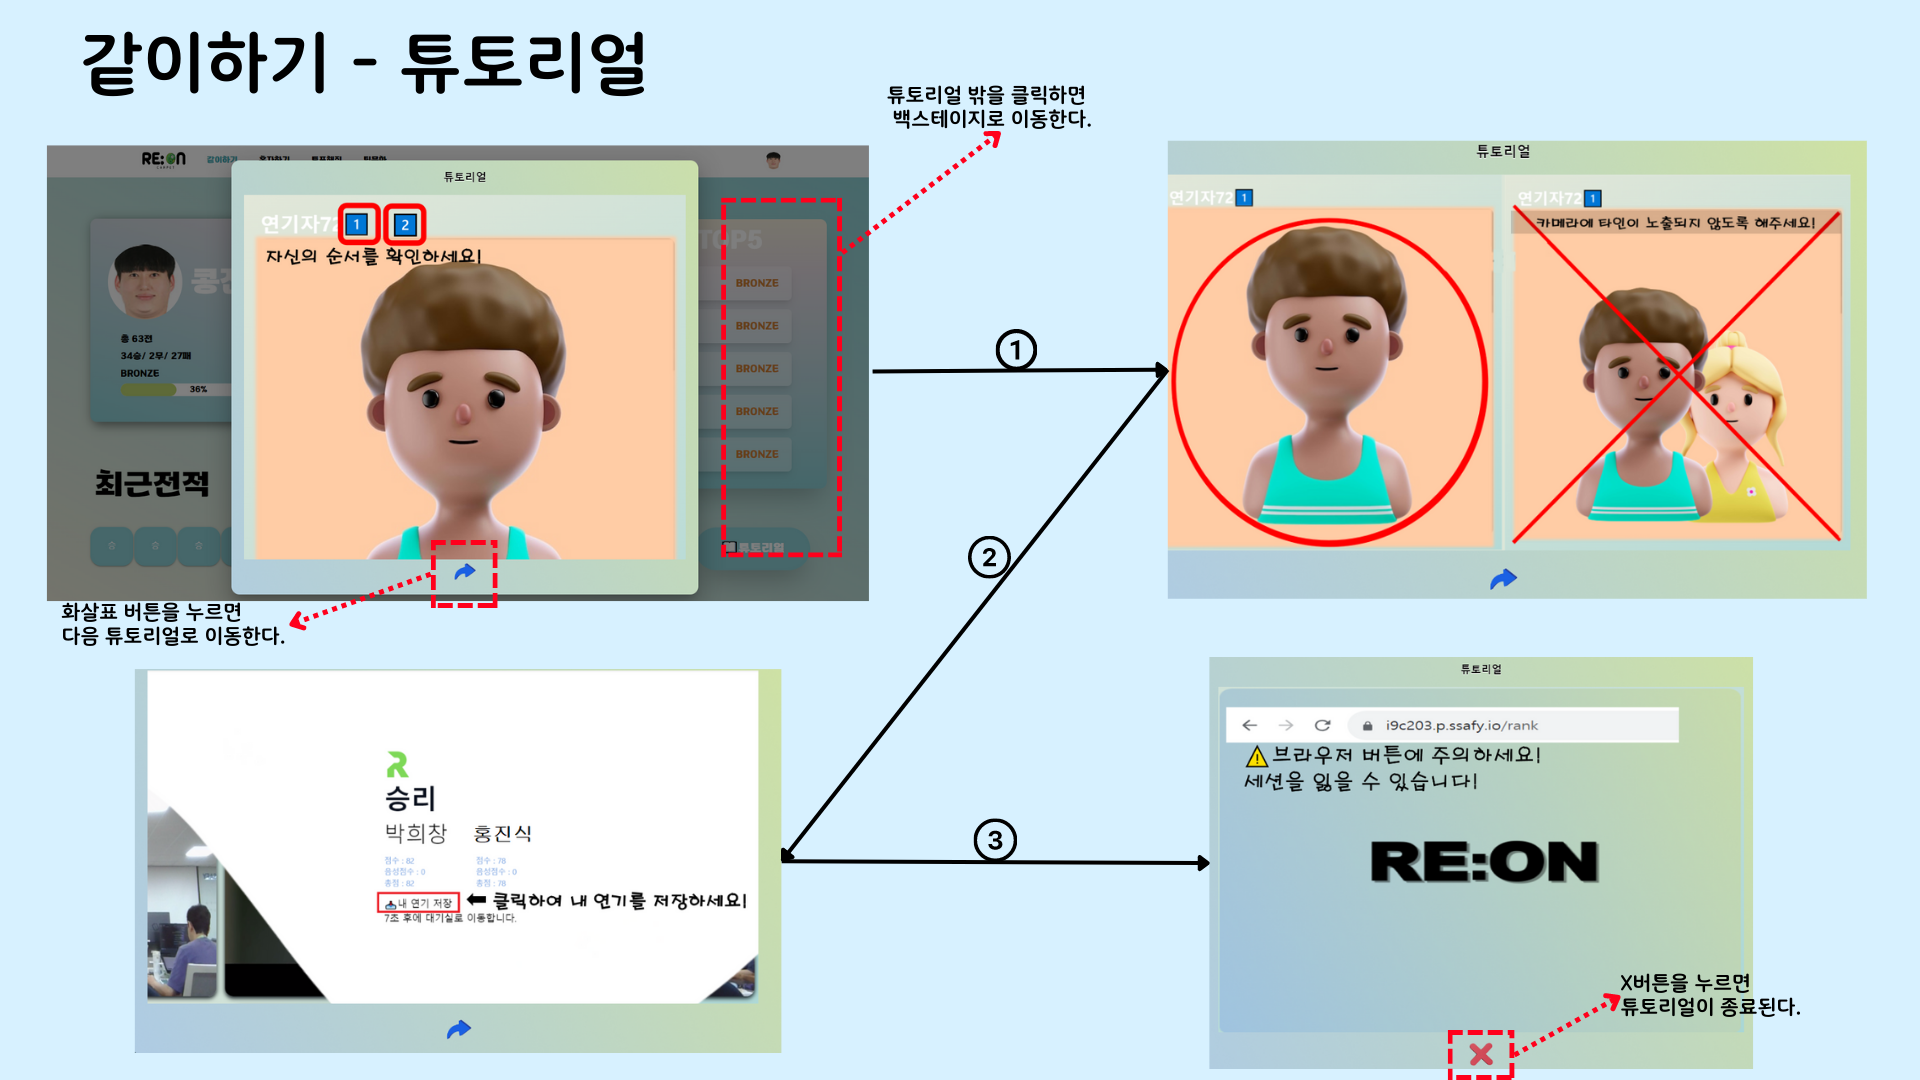 같이하기 - 튜토리얼
튜토리얼 밖을 클릭하면
백스테이지로 이동한다.
RE:ON
CARPET
같이하기
튜토리얼
연기자72 1 2
자신의 순서를 확인하세요!
총 63전
34승/ 2무/ 27패
BRONZE
36%
최근전적
승 승 승
TOP5
BRONZE
BRONZE
BRONZE
BRONZE
BRONZE
튜토리얼
화살표 버튼을 누르면
다음 튜토리얼로 이동한다.
1
튜토리얼
연기자72 1
연기자72 1
카메라에 타인이 노출되지 않도록 해주세요!
2
승리
박희창 홍진식
점수 : 82 점수 : 78
음성점수 : 0 음성점수 : 0
총점 : 82 총점 : 78
내 연기 저장 클릭하여 내 연기를 저장하세요!
7초 후에 대기실로 이동합니다.
3
튜토리얼
i9c203.p.ssafy.io/rank
브라우저 버튼에 주의하세요!
세션을 잃을 수 있습니다!
RE:ON
X버튼을 누르면
튜토리얼이 종료된다.